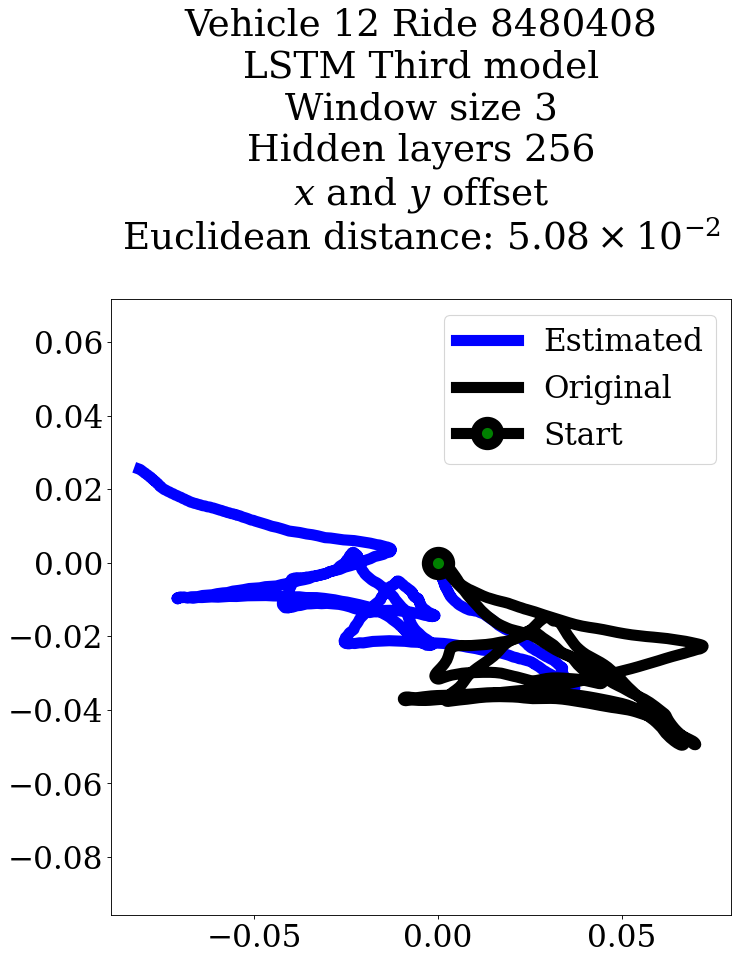 Vehicle 12 Ride 8480408
LSTM Third model
Window size 3
Hidden layers 256
x and y offset
Euclidean distance: 5.08 × 10⁻²
Estimated
Original
Start
0.06
0.04
0.02
0.00
−0.02
−0.04
−0.06
−0.08
−0.05 0.00 0.05